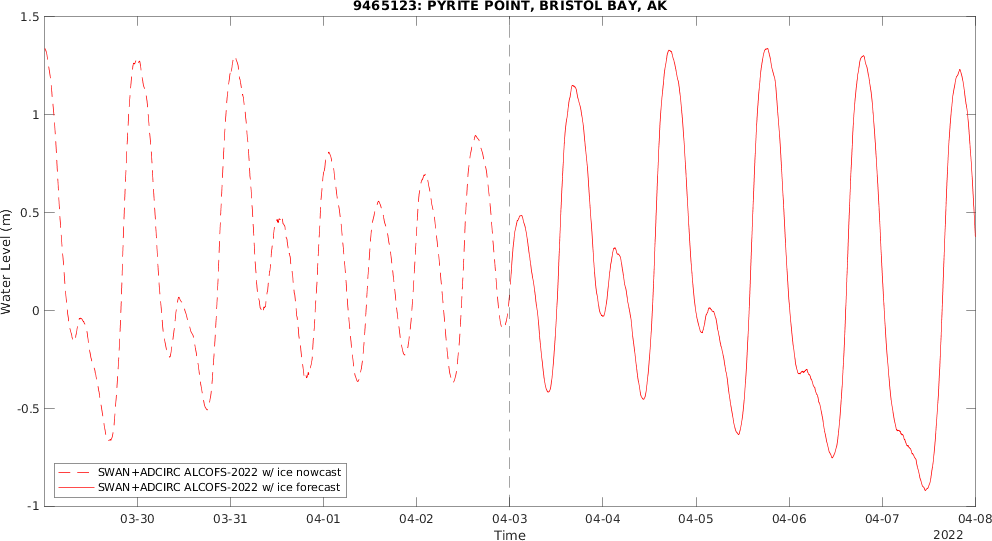 9465123: PYRITE POINT, BRISTOL BAY, AK
1.5
1
0.5
0
-0.5
-1
Water Level (m)
SWAN+ADCIRC ALCOFS-2022 w/ ice nowcast
SWAN+ADCIRC ALCOFS-2022 w/ ice forecast
03-30 03-31 04-01 04-02 04-03 04-04 04-05 04-06 04-07 04-08
Time
2022